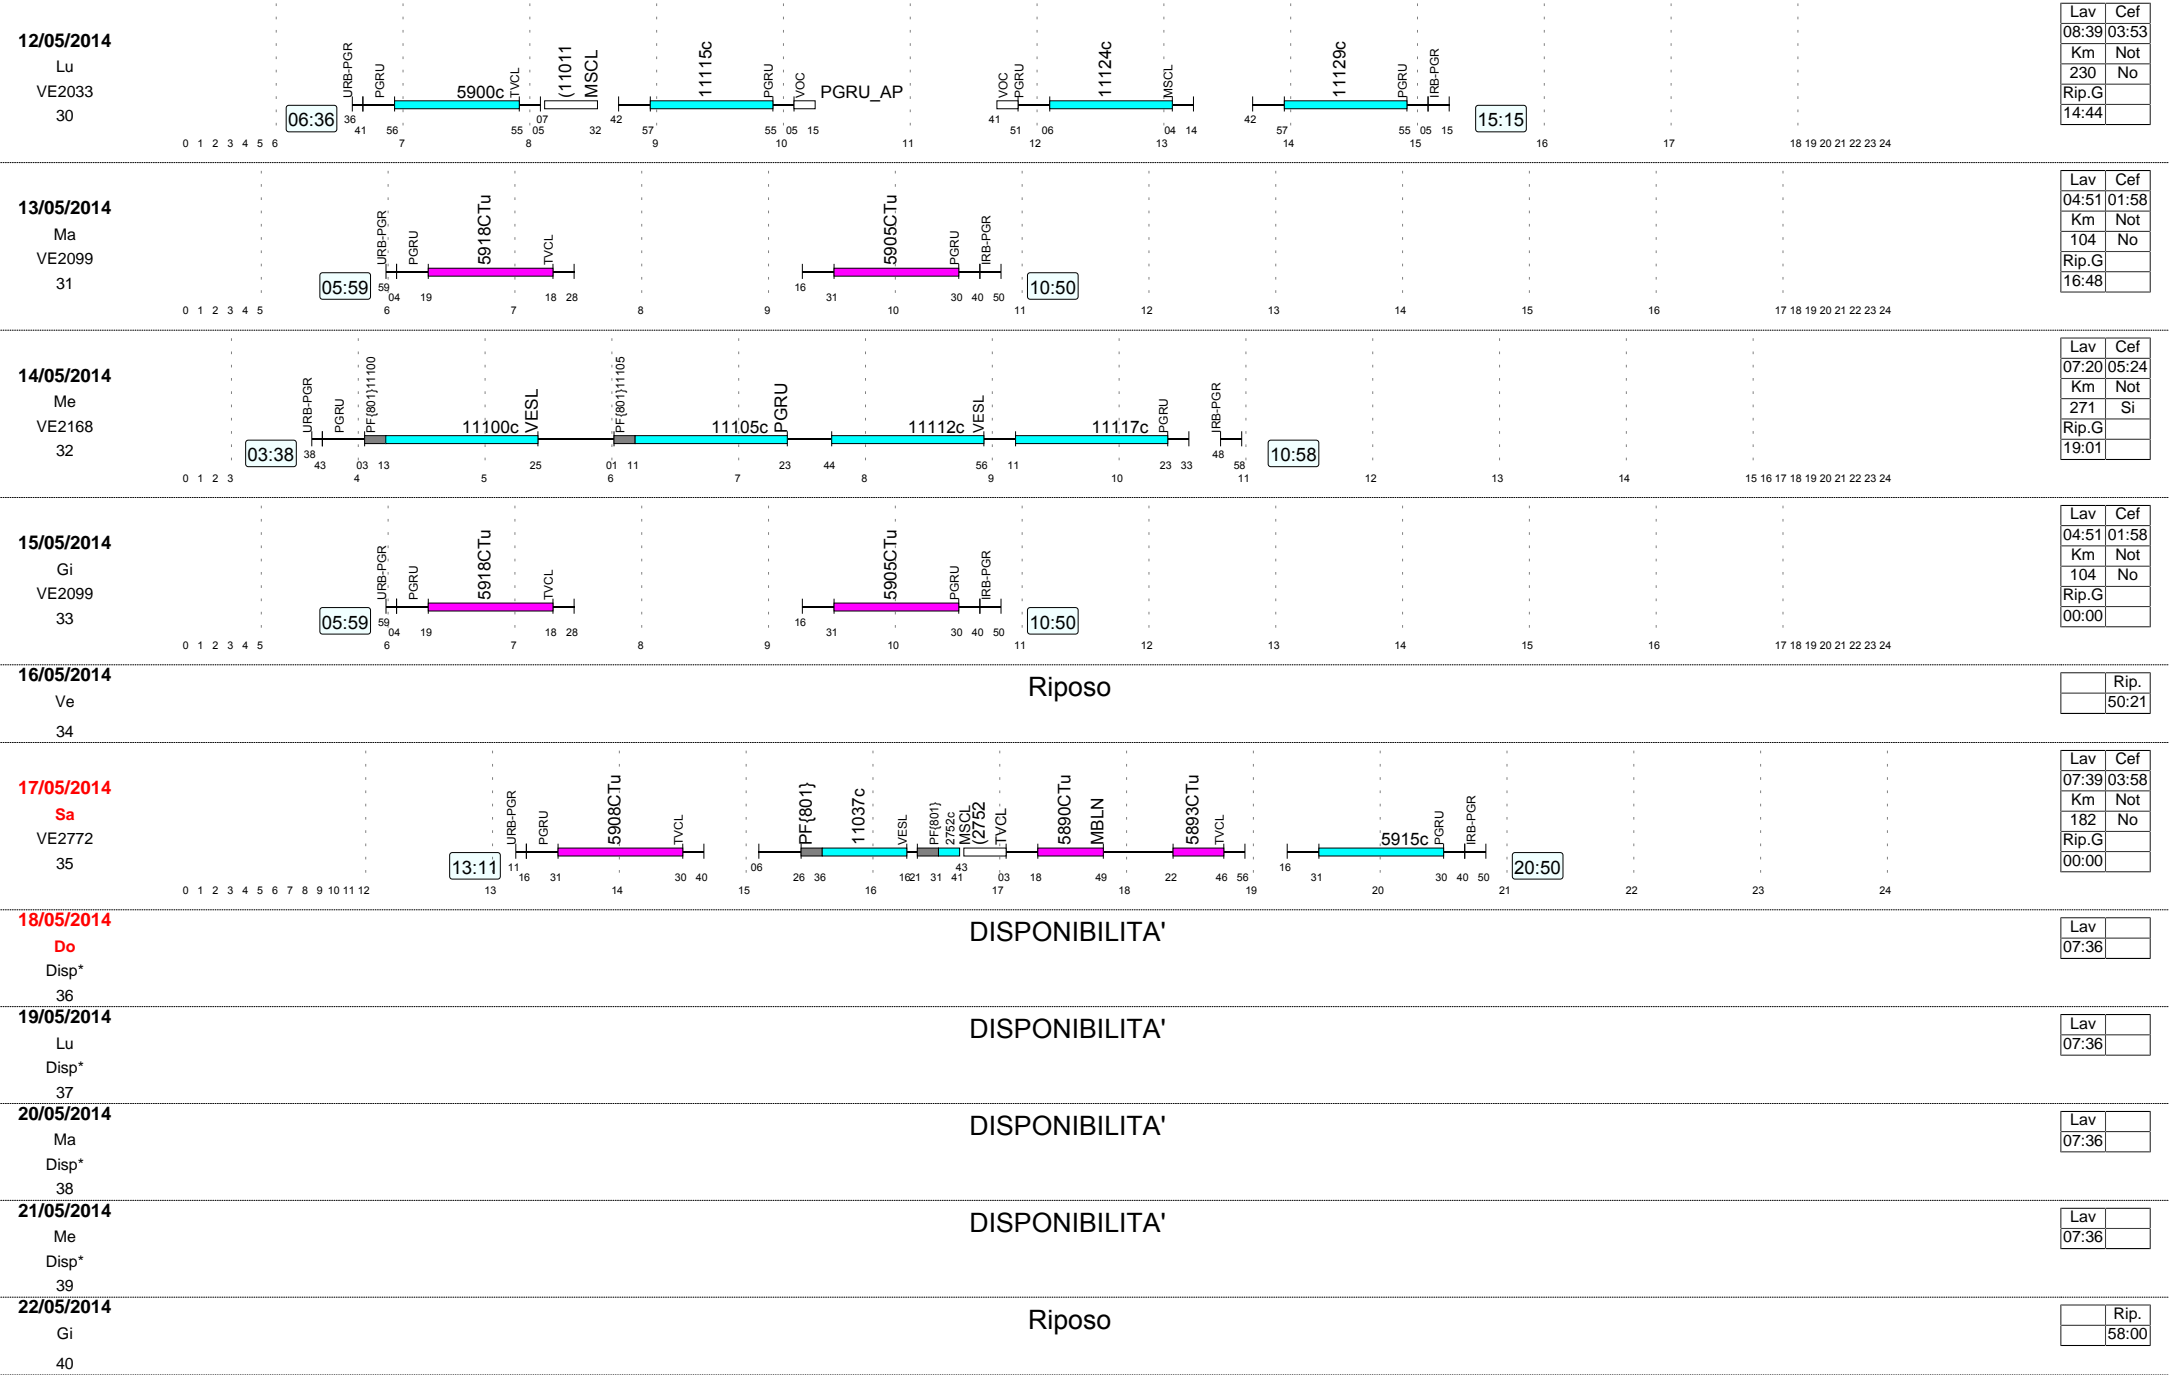 12/05/2014
Lu
VE2033
30
06:36
URB-PGR PGRU 5900c TVCL (11011 MSCL 11115c PGRU VOC PGRU_AP VOC PGRU 11124c MSCL 11129c PGRU IRB-PGR
36 41 56 55 05 07 32 42 57 55 05 15 41 51 06 04 14 42 57 55 05 15
15:15
0 1 2 3 4 5 6 7 8 9 10 11 12 13 14 15 16 17 18 19 20 21 22 23 24
Lav Cef
08:39 03:53
Km Not
230 No
Rip.G
14:44
13/05/2014
Ma
VE2099
31
05:59
URB-PGR PGRU 5918CTu TVCL 5905CTu PGRU IRB-PGR
59 04 19 18 28 16 31 30 40 50
10:50
0 1 2 3 4 5 6 7 8 9 10 11 12 13 14 15 16 17 18 19 20 21 22 23 24
Lav Cef
04:51 01:58
Km Not
104 No
Rip.G
16:48
14/05/2014
Me
VE2168
32
03:38
URB-PGR PGRU PF{801}11100 11100c VESL PF{801}11105 11105c PGRU 11112c VESL 11117c PGRU IRB-PGR
38 43 03 13 25 01 11 23 44 56 11 23 33 48 58
10:58
0 1 2 3 4 5 6 7 8 9 10 11 12 13 14 15 16 17 18 19 20 21 22 23 24
Lav Cef
07:20 05:24
Km Not
271 Si
Rip.G
19:01
15/05/2014
Gi
VE2099
33
05:59
URB-PGR PGRU 5918CTu TVCL 5905CTu PGRU IRB-PGR
59 04 19 18 28 16 31 30 40 50
10:50
0 1 2 3 4 5 6 7 8 9 10 11 12 13 14 15 16 17 18 19 20 21 22 23 24
Lav Cef
04:51 01:58
Km Not
104 No
Rip.G
00:00
16/05/2014
Ve
34
Riposo
Rip.
50:21
17/05/2014
Sa
VE2772
35
13:11
URB-PGR PGRU 5908CTu TVCL PF{801} 11037c VESL PF{801} 2752c MSCL (2752 TVCL 5890CTu MBLN 5893CTu TVCL 5915c PGRU IRB-PGR
11 16 31 30 40 06 26 36 16 21 31 41 43 03 18 49 22 46 56 16 31 30 40 50
20:50
0 1 2 3 4 5 6 7 8 9 10 11 12 13 14 15 16 17 18 19 20 21 22 23 24
Lav Cef
07:39 03:58
Km Not
182 No
Rip.G
00:00
18/05/2014
Do
Disp*
36
DISPONIBILITA'
Lav
07:36
19/05/2014
Lu
Disp*
37
DISPONIBILITA'
Lav
07:36
20/05/2014
Ma
Disp*
38
DISPONIBILITA'
Lav
07:36
21/05/2014
Me
Disp*
39
DISPONIBILITA'
Lav
07:36
22/05/2014
Gi
40
Riposo
Rip.
58:00